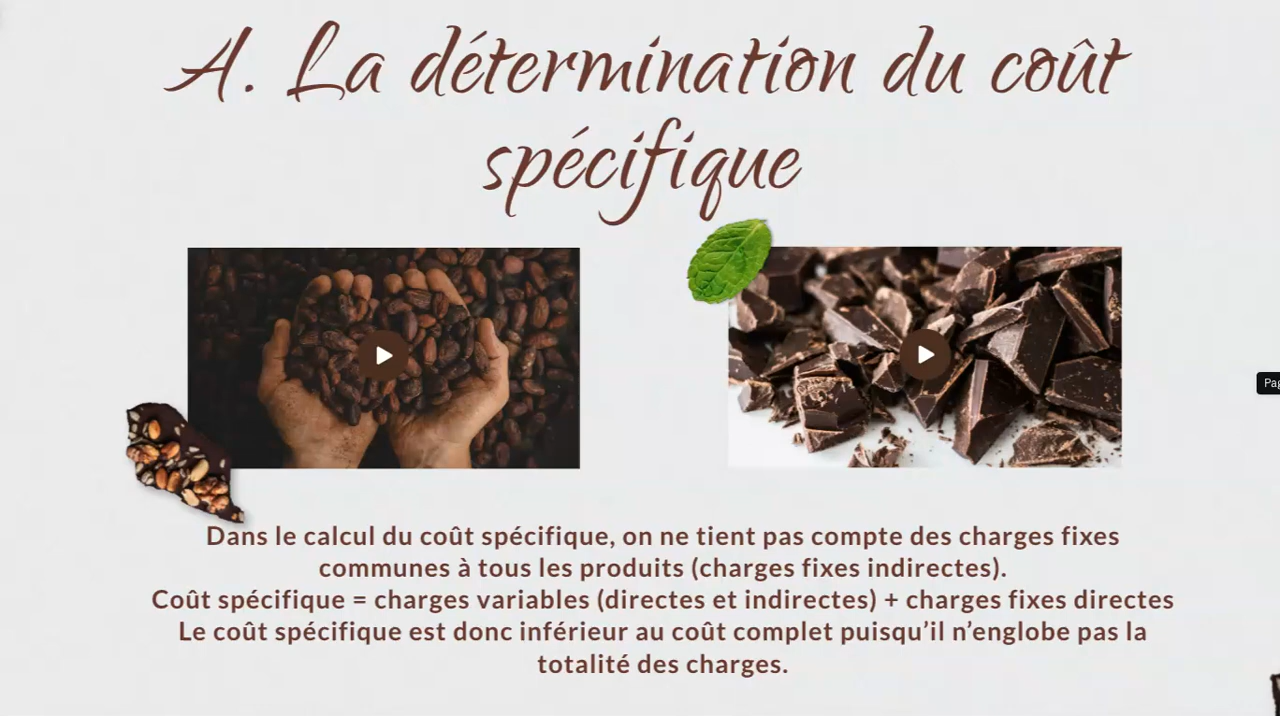 A. La détermination du coût
spécifique
Pag
Dans le calcul du coût spécifique, on ne tient pas compte des charges fixes
communes à tous les produits (charges fixes indirectes).
Coût spécifique = charges variables (directes et indirectes) + charges fixes directes
Le coût spécifique est donc inférieur au coût complet puisqu’il n’englobe pas la
totalité des charges.